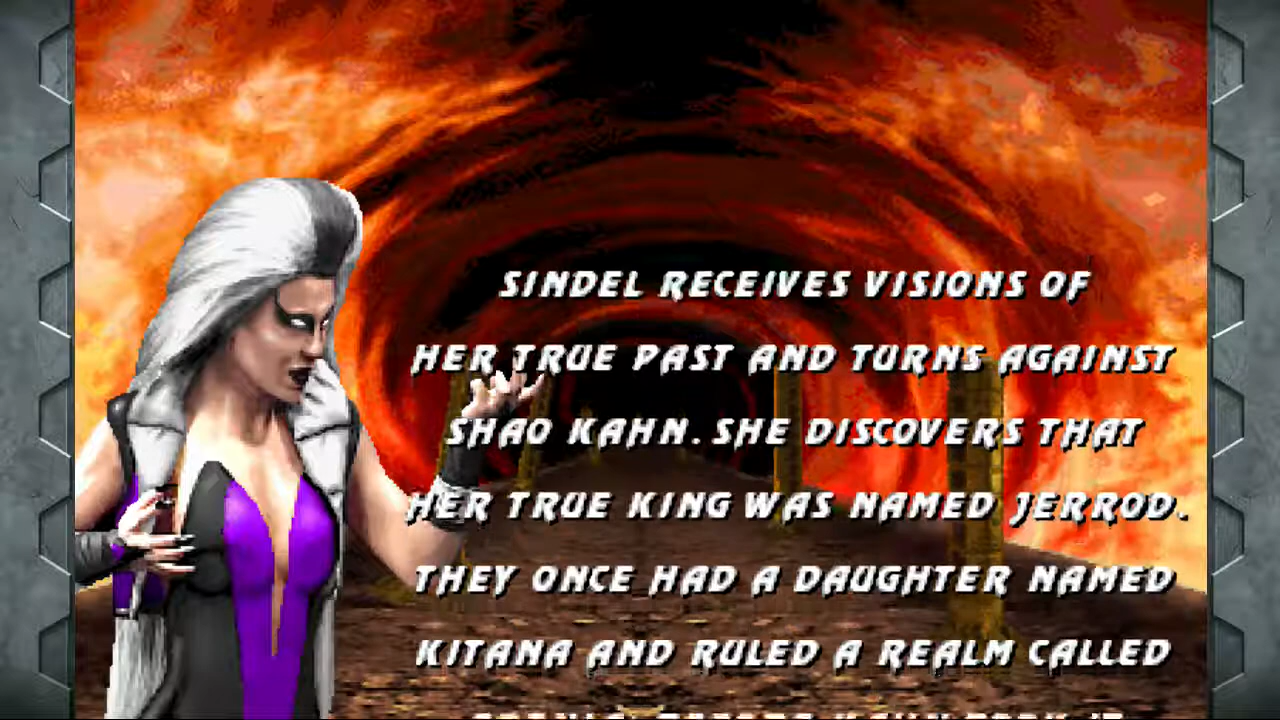 SINDEL RECEIVES VISIONS OF
HER TRUE PAST AND TURNS AGAINST
SHAO KAHN. SHE DISCOVERS THAT
HER TRUE KING WAS NAMED JERROD.
THEY ONCE HAD A DAUGHTER NAMED
KITANA AND RULED A REALM CALLED